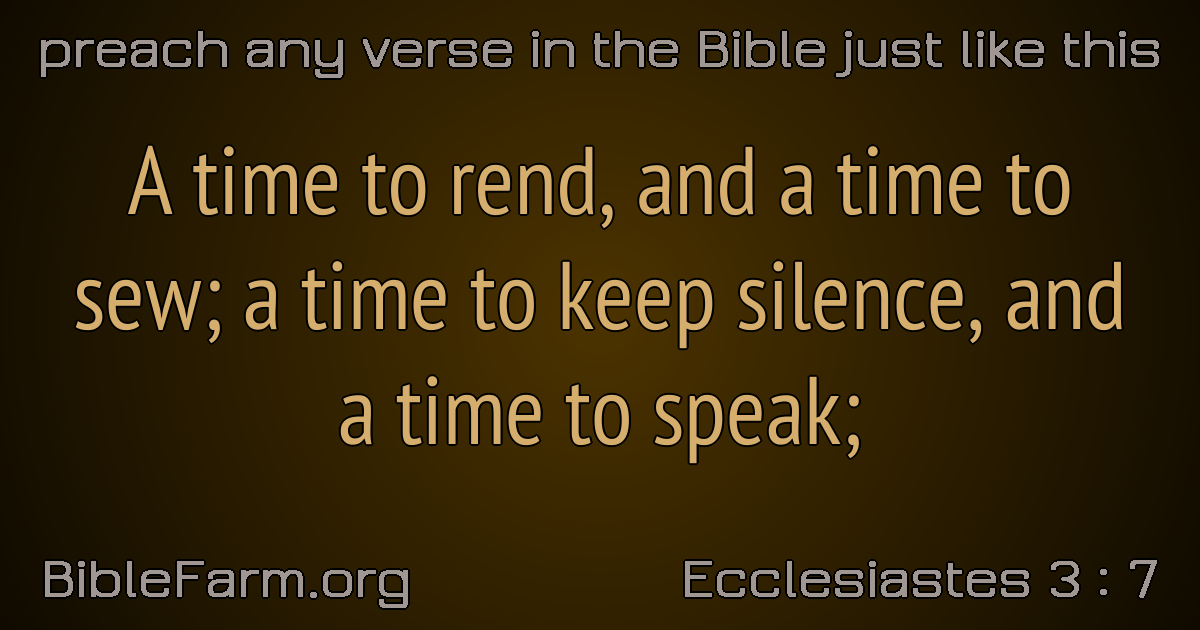 preach any verse in the Bible just like this
A time to rend, and a time to
sew; a time to keep silence, and
a time to speak;
BibleFarm.org
Ecclesiastes 3 : 7